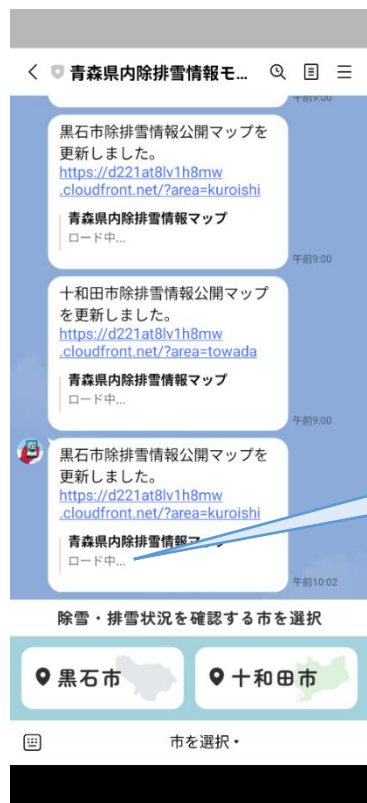 青森県内除排雪情報モ...
午前9:00
黒石市除排雪情報公開マップを
更新しました。
https://d221at8lv1h8mw
.cloudfront.net/?area=kuroishi
青森県内除排雪情報マップ
ロード中...
午前9:00
十和田市除排雪情報公開マップ
を更新しました。
https://d221at8lv1h8mw
.cloudfront.net/?area=towada
青森県内除排雪情報マップ
ロード中...
午前9:00
黒石市除排雪情報公開マップを
更新しました。
https://d221at8lv1h8mw
.cloudfront.net/?area=kuroishi
青森県内除排雪情報マップ
ロード中...
午前10:02
除雪・排雪状況を確認する市を選択
黒石市
十和田市
市を選択